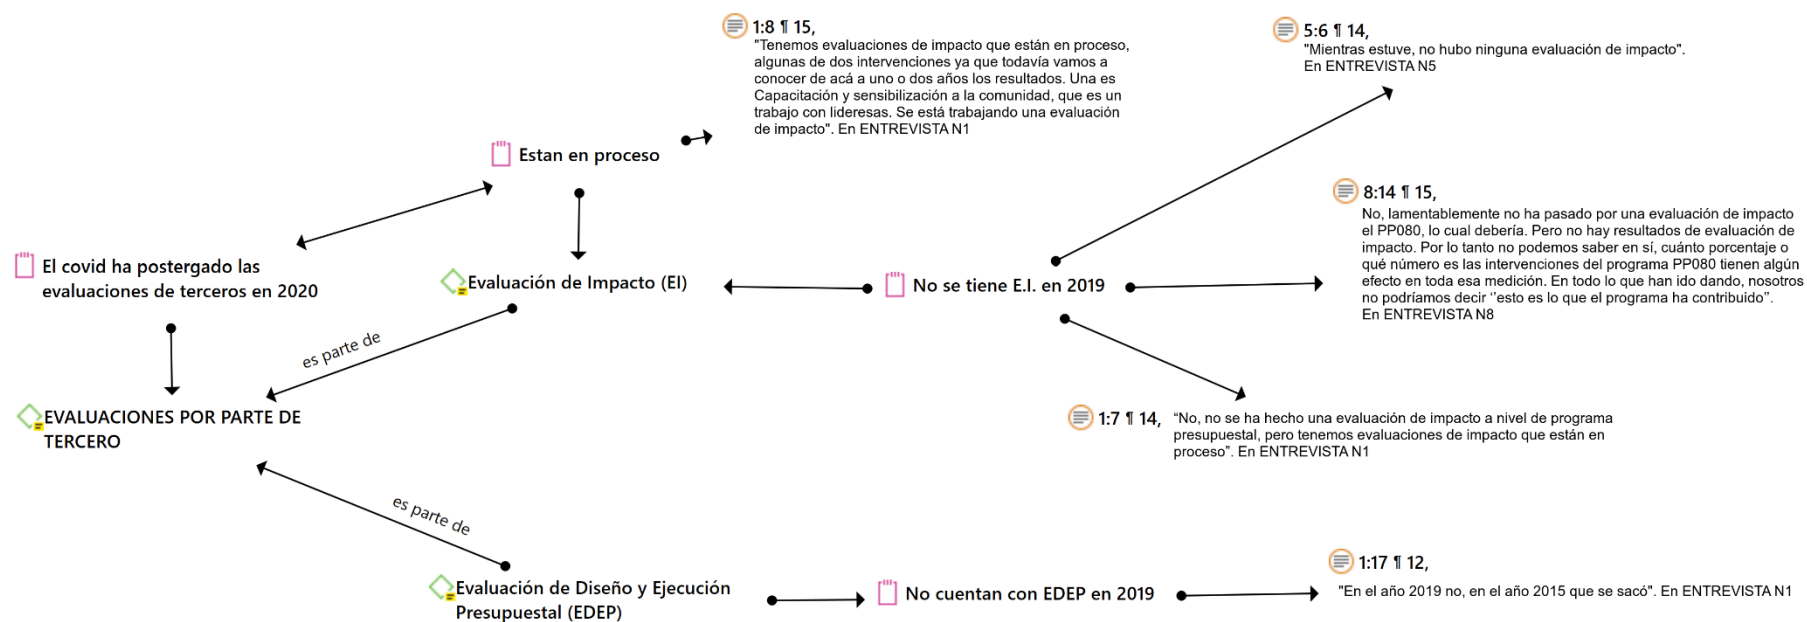 1:8 ¶ 15,
"Tenemos evaluaciones de impacto que están en proceso,
algunas de dos intervenciones ya que todavía vamos a
conocer de acá a uno o dos años los resultados. Una es
Capacitación y sensibilización a la comunidad, que es un
trabajo con lideresas. Se está trabajando una evaluación
de impacto". En ENTREVISTA N1
5:6 ¶ 14,
"Mientras estuve, no hubo ninguna evaluación de impacto".
En ENTREVISTA N5
Estan en proceso
8:14 ¶ 15,
No, lamentablemente no ha pasado por una evaluación de impacto
el PP080, lo cual debería. Pero no hay resultados de evaluación de
impacto. Por lo tanto no podemos saber en sí, cuánto porcentaje o
qué número es las intervenciones del programa PP080 tienen algún
efecto en toda esa medición. En todo lo que han ido dando, nosotros
no podríamos decir ‘’esto es lo que el programa ha contribuido”.
En ENTREVISTA N8
El covid ha postergado las
evaluaciones de terceros en 2020
Evaluación de Impacto (EI)
No se tiene E.I. en 2019
es parte de
EVALUACIONES POR PARTE DE
TERCERO
1:7 ¶ 14,
“No, no se ha hecho una evaluación de impacto a nivel de programa
presupuestal, pero tenemos evaluaciones de impacto que están en
proceso”. En ENTREVISTA N1
es parte de
Evaluación de Diseño y Ejecución
Presupuestal (EDEP)
No cuentan con EDEP en 2019
1:17 ¶ 12,
"En el año 2019 no, en el año 2015 que se sacó". En ENTREVISTA N1